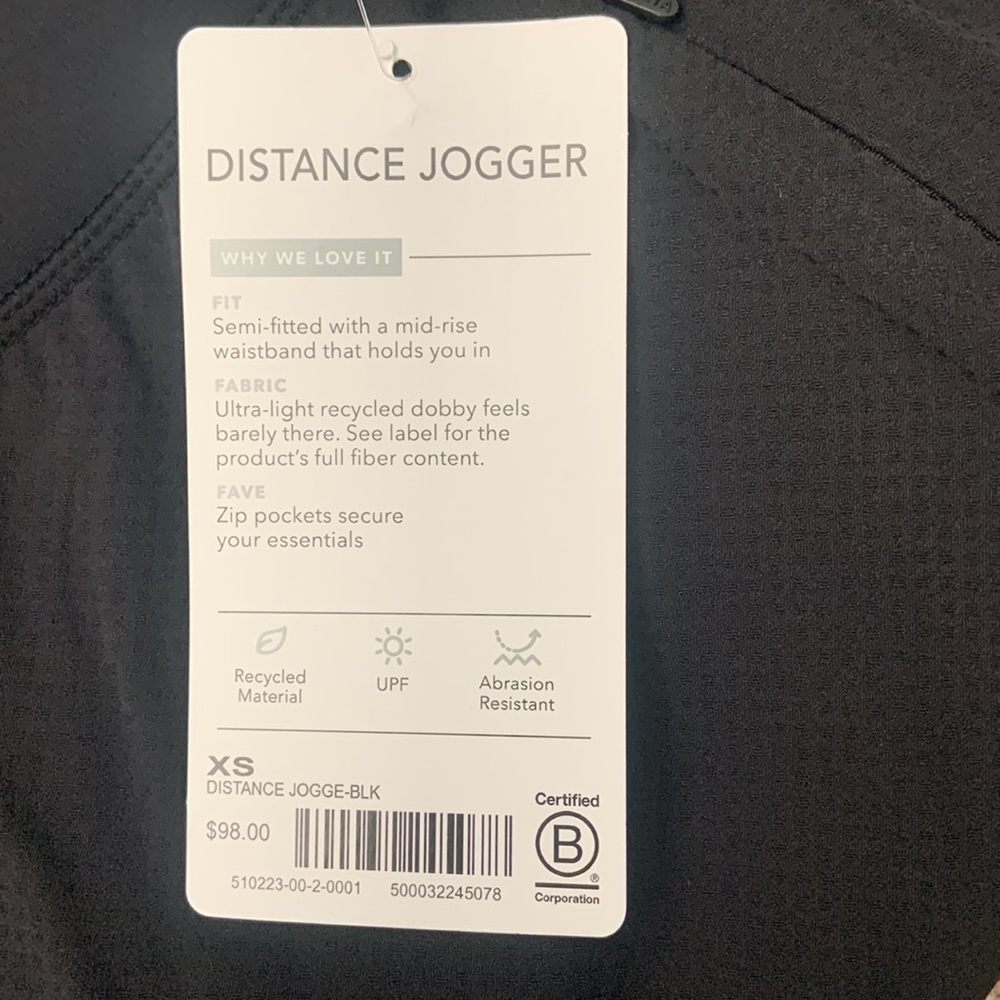 DISTANCE JOGGER
WHY WE LOVE IT
FIT
Semi-fitted with a mid-rise
waistband that holds you in
FABRIC
Ultra-light recycled dobby feels
barely there. See label for the
product's full fiber content.
FAVE
Zip pockets secure
your essentials
Recycled
Material
UPF
Abrasion
Resistant
XS
DISTANCE JOGGE-BLK
$98.00
510223-00-2-0001 500032245078
Certified
B
®
Corporation